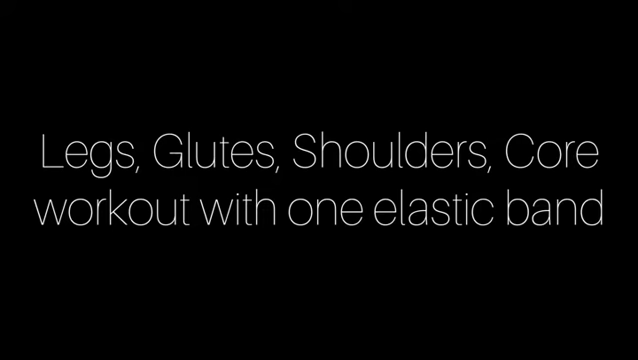 Legs, Glutes, Shoulders, Core
workout with one elastic band